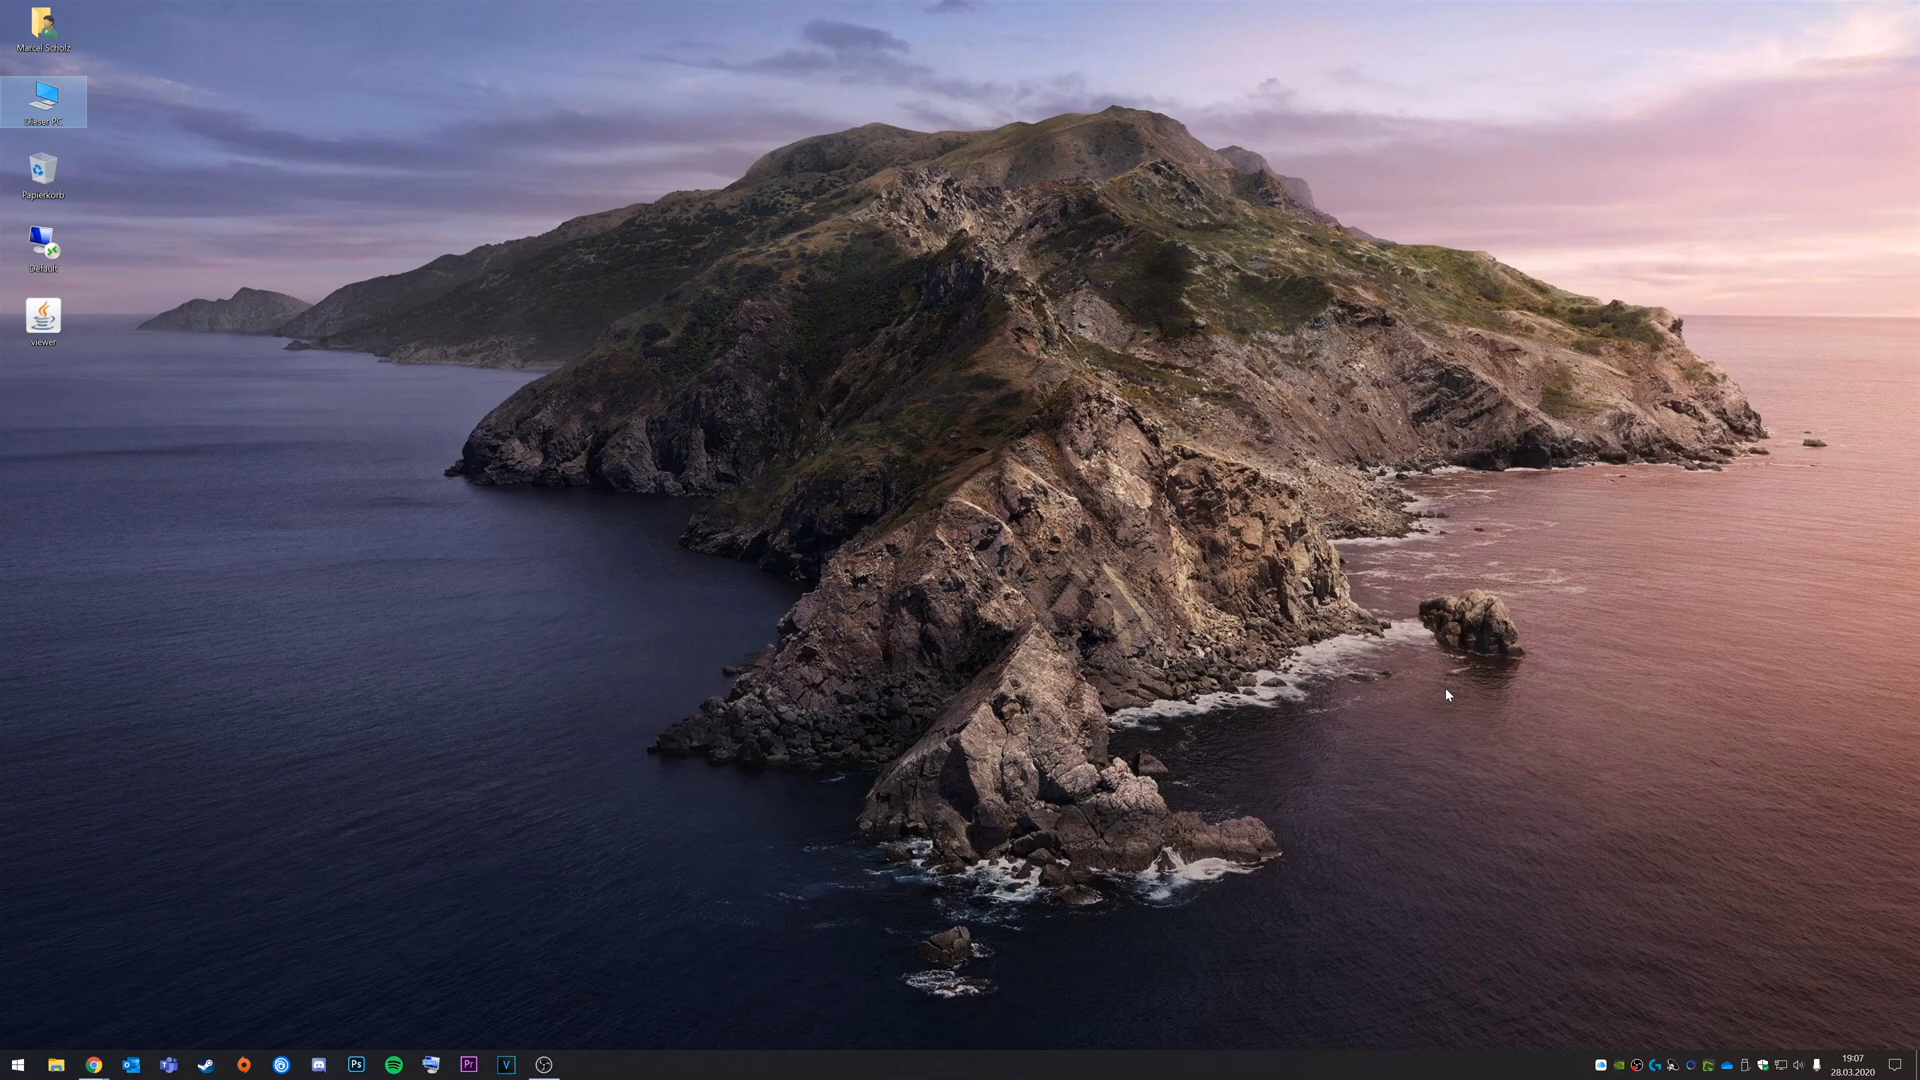 Marcel Scholz
Dieser PC
Papierkorb
Default
viewer
Ps
Pr
V
19:07
28.03.2020